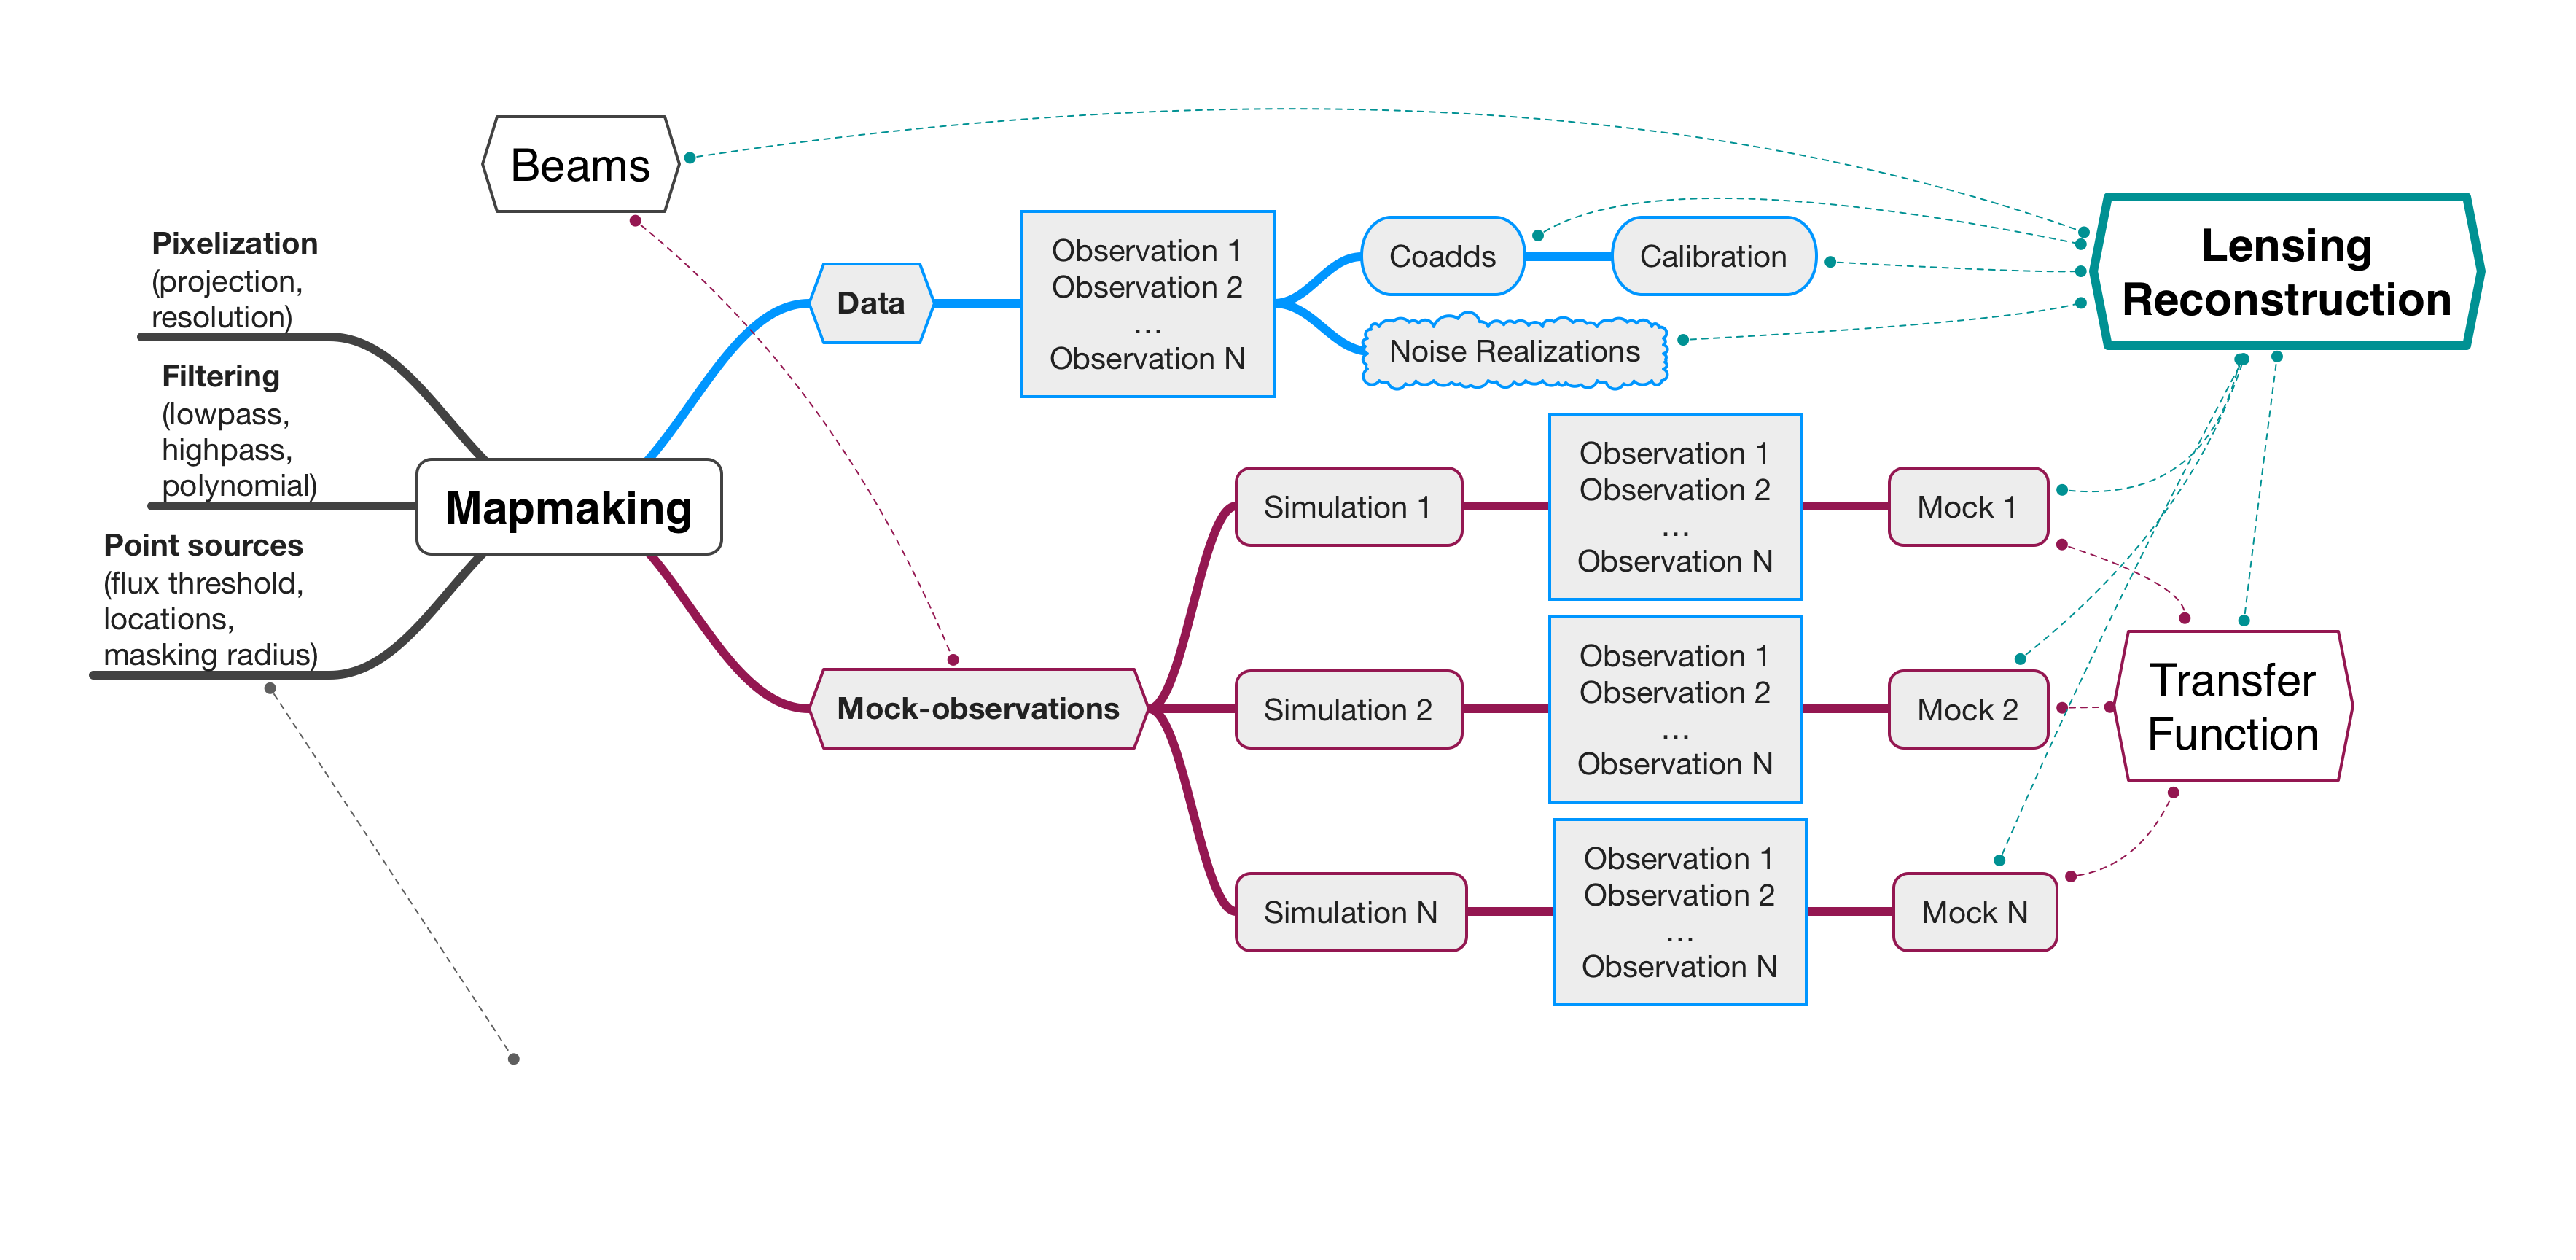 Beams
Pixelization
(projection,
resolution)
Filtering
(lowpass,
highpass,
polynomial)
Point sources
(flux threshold,
locations,
masking radius)
Mapmaking
Data
Observation 1
Observation 2
...
Observation N
Coadds
Calibration
Noise Realizations
Lensing
Reconstruction
Mock-observations
Simulation 1
Observation 1
Observation 2
...
Observation N
Mock 1
Simulation 2
Observation 1
Observation 2
...
Observation N
Mock 2
Transfer
Function
Simulation N
Observation 1
Observation 2
...
Observation N
Mock N